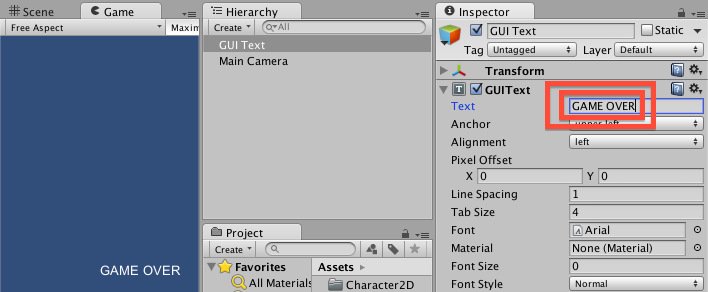 Scene
Game
Free Aspect
Maxim
GAME OVER
Hierarchy
Create
All
GUI Text
Main Camera
Project
Create
Favorites
All Materials
Assets
Character2D
Inspector
GUI Text
Static
Tag
Untagged
Layer
Default
Transform
GUIText
Text
GAME OVER
Anchor
upper left
Alignment
left
Pixel Offset
X 0 Y 0
Line Spacing
1
Tab Size
4
Font
Arial
Material
None (Material)
Font Size
0
Font Style
Normal